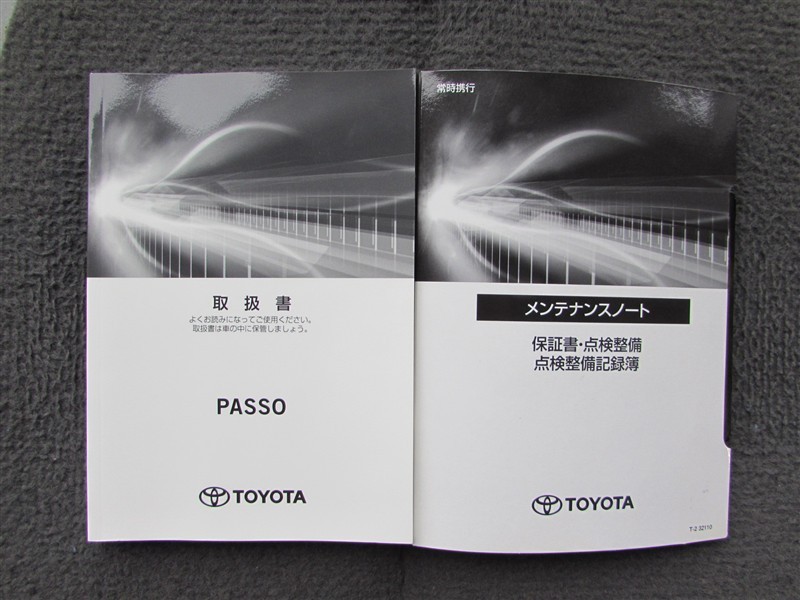 取扱書
よくお読みになってご使用ください。
取扱書は車の中に保管しましょう。
PASSO
TOYOTA
常時携行
メンテナンスノート
保証書・点検整備
点検整備記録簿
TOYOTA
T-2 52110